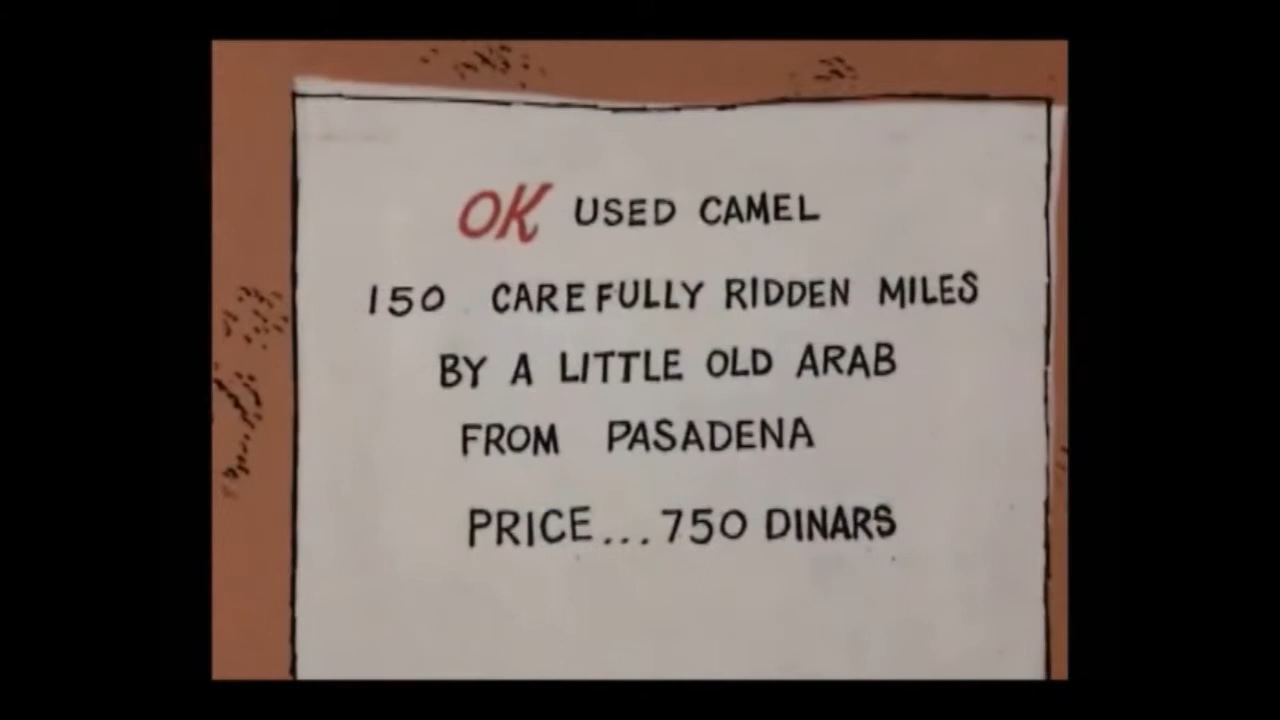 OK USED CAMEL
150 CAREFULLY RIDDEN MILES
BY A LITTLE OLD ARAB
FROM PASADENA
PRICE...750 DINARS